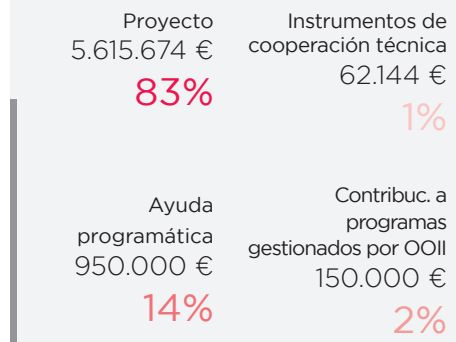 Proyecto
5.615.674 €
83%
Instrumentos de
cooperación técnica
62.144 €
1%
Ayuda
programática
950.000 €
14%
Contribuc. a
programas
gestionados por OOII
150.000 €
2%